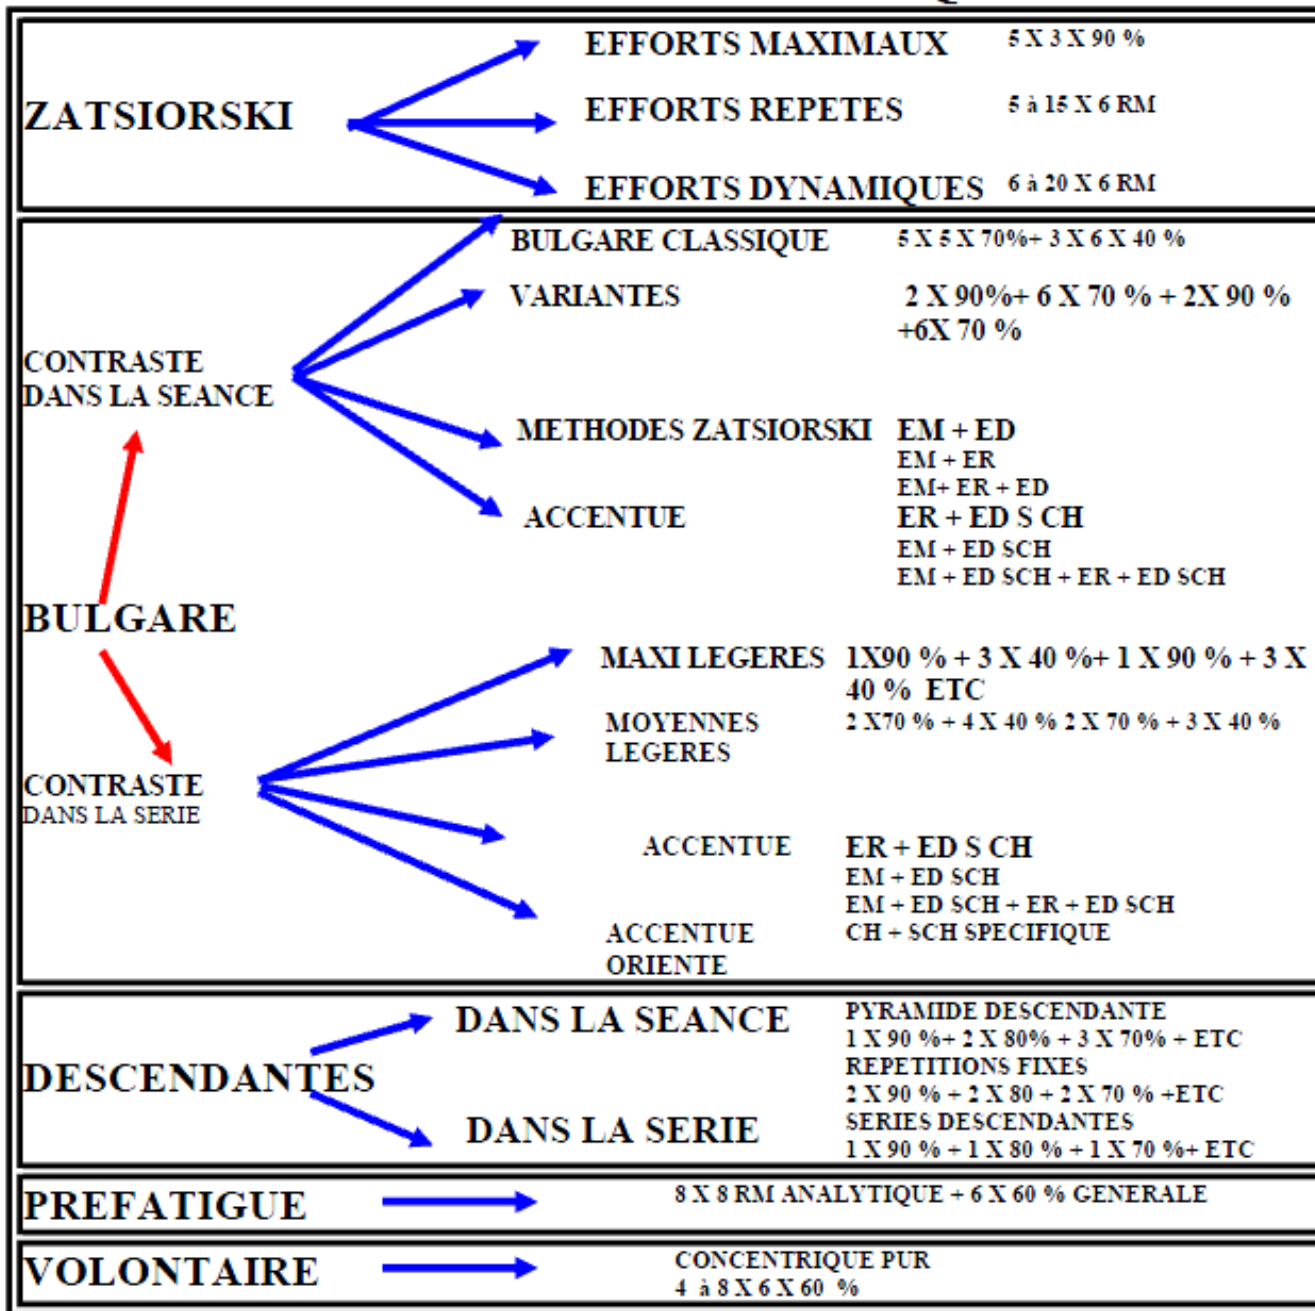 EFFORTS MAXIMAUX 5 X 3 X 90 %
ZATSIORSKI EFFORTS REPETES 5 à 15 X 6 RM
EFFORTS DYNAMIQUES 6 à 20 X 6 RM
BULGARE CLASSIQUE 5 X 5 X 70%+ 3 X 6 X 40 %
VARIANTES 2 X 90%+ 6 X 70 % + 2X 90 %
+6X 70 %
CONTRASTE
DANS LA SEANCE
METHODES ZATSIORSKI EM + ED
EM + ER
EM+ ER + ED
ACCENTUE ER + ED S CH
EM + ED SCH
EM + ED SCH + ER + ED SCH
BULGARE
MAXI LEGERES 1X90 % + 3 X 40 %+ 1 X 90 % + 3 X
40 % ETC
MOYENNES 2 X70 % + 4 X 40 % 2 X 70 % + 3 X 40 %
LEGERES
CONTRASTE
DANS LA SERIE
ACCENTUE ER + ED S CH
EM + ED SCH
EM + ED SCH + ER + ED SCH
ACCENTUE CH + SCH SPECIFIQUE
ORIENTE
DANS LA SEANCE PYRAMIDE DESCENDANTE
1 X 90 %+ 2 X 80% + 3 X 70% + ETC
DESCENDANTES REPETITIONS FIXES
2 X 90 % + 2 X 80 + 2 X 70 % +ETC
DANS LA SERIE SERIES DESCENDANTES
1 X 90 % + 1 X 80 % + 1 X 70 %+ ETC
PREFATIGUE 8 X 8 RM ANALYTIQUE + 6 X 60 % GENERALE
VOLONTAIRE CONCENTRIQUE PUR
4 à 8 X 6 X 60 %